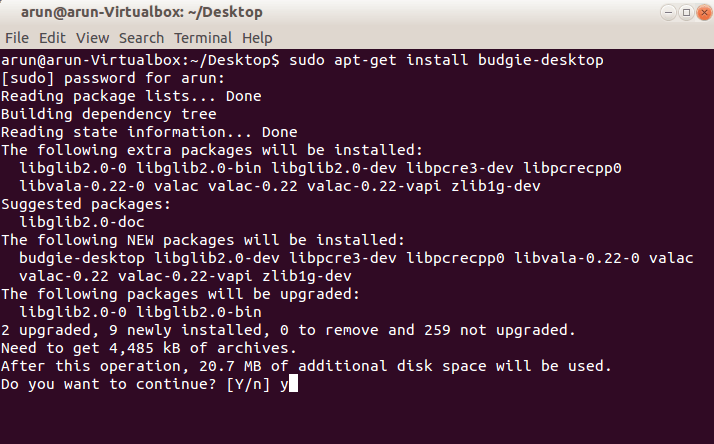 arun@arun-Virtualbox: ~/Desktop
File Edit View Search Terminal Help
arun@arun-Virtualbox:~/Desktop$ sudo apt-get install budgie-desktop
[sudo] password for arun:
Reading package lists... Done
Building dependency tree
Reading state information... Done
The following extra packages will be installed:
  libglib2.0-0 libglib2.0-bin libglib2.0-dev libpcre3-dev libpcrecpp0
  libvala-0.22-0 valac valac-0.22 valac-0.22-vapi zlib1g-dev
Suggested packages:
  libglib2.0-doc
The following NEW packages will be installed:
  budgie-desktop libglib2.0-dev libpcre3-dev libpcrecpp0 libvala-0.22-0 valac
  valac-0.22 valac-0.22-vapi zlib1g-dev
The following packages will be upgraded:
  libglib2.0-0 libglib2.0-bin
2 upgraded, 9 newly installed, 0 to remove and 259 not upgraded.
Need to get 4,485 kB of archives.
After this operation, 20.7 MB of additional disk space will be used.
Do you want to continue? [Y/n] y